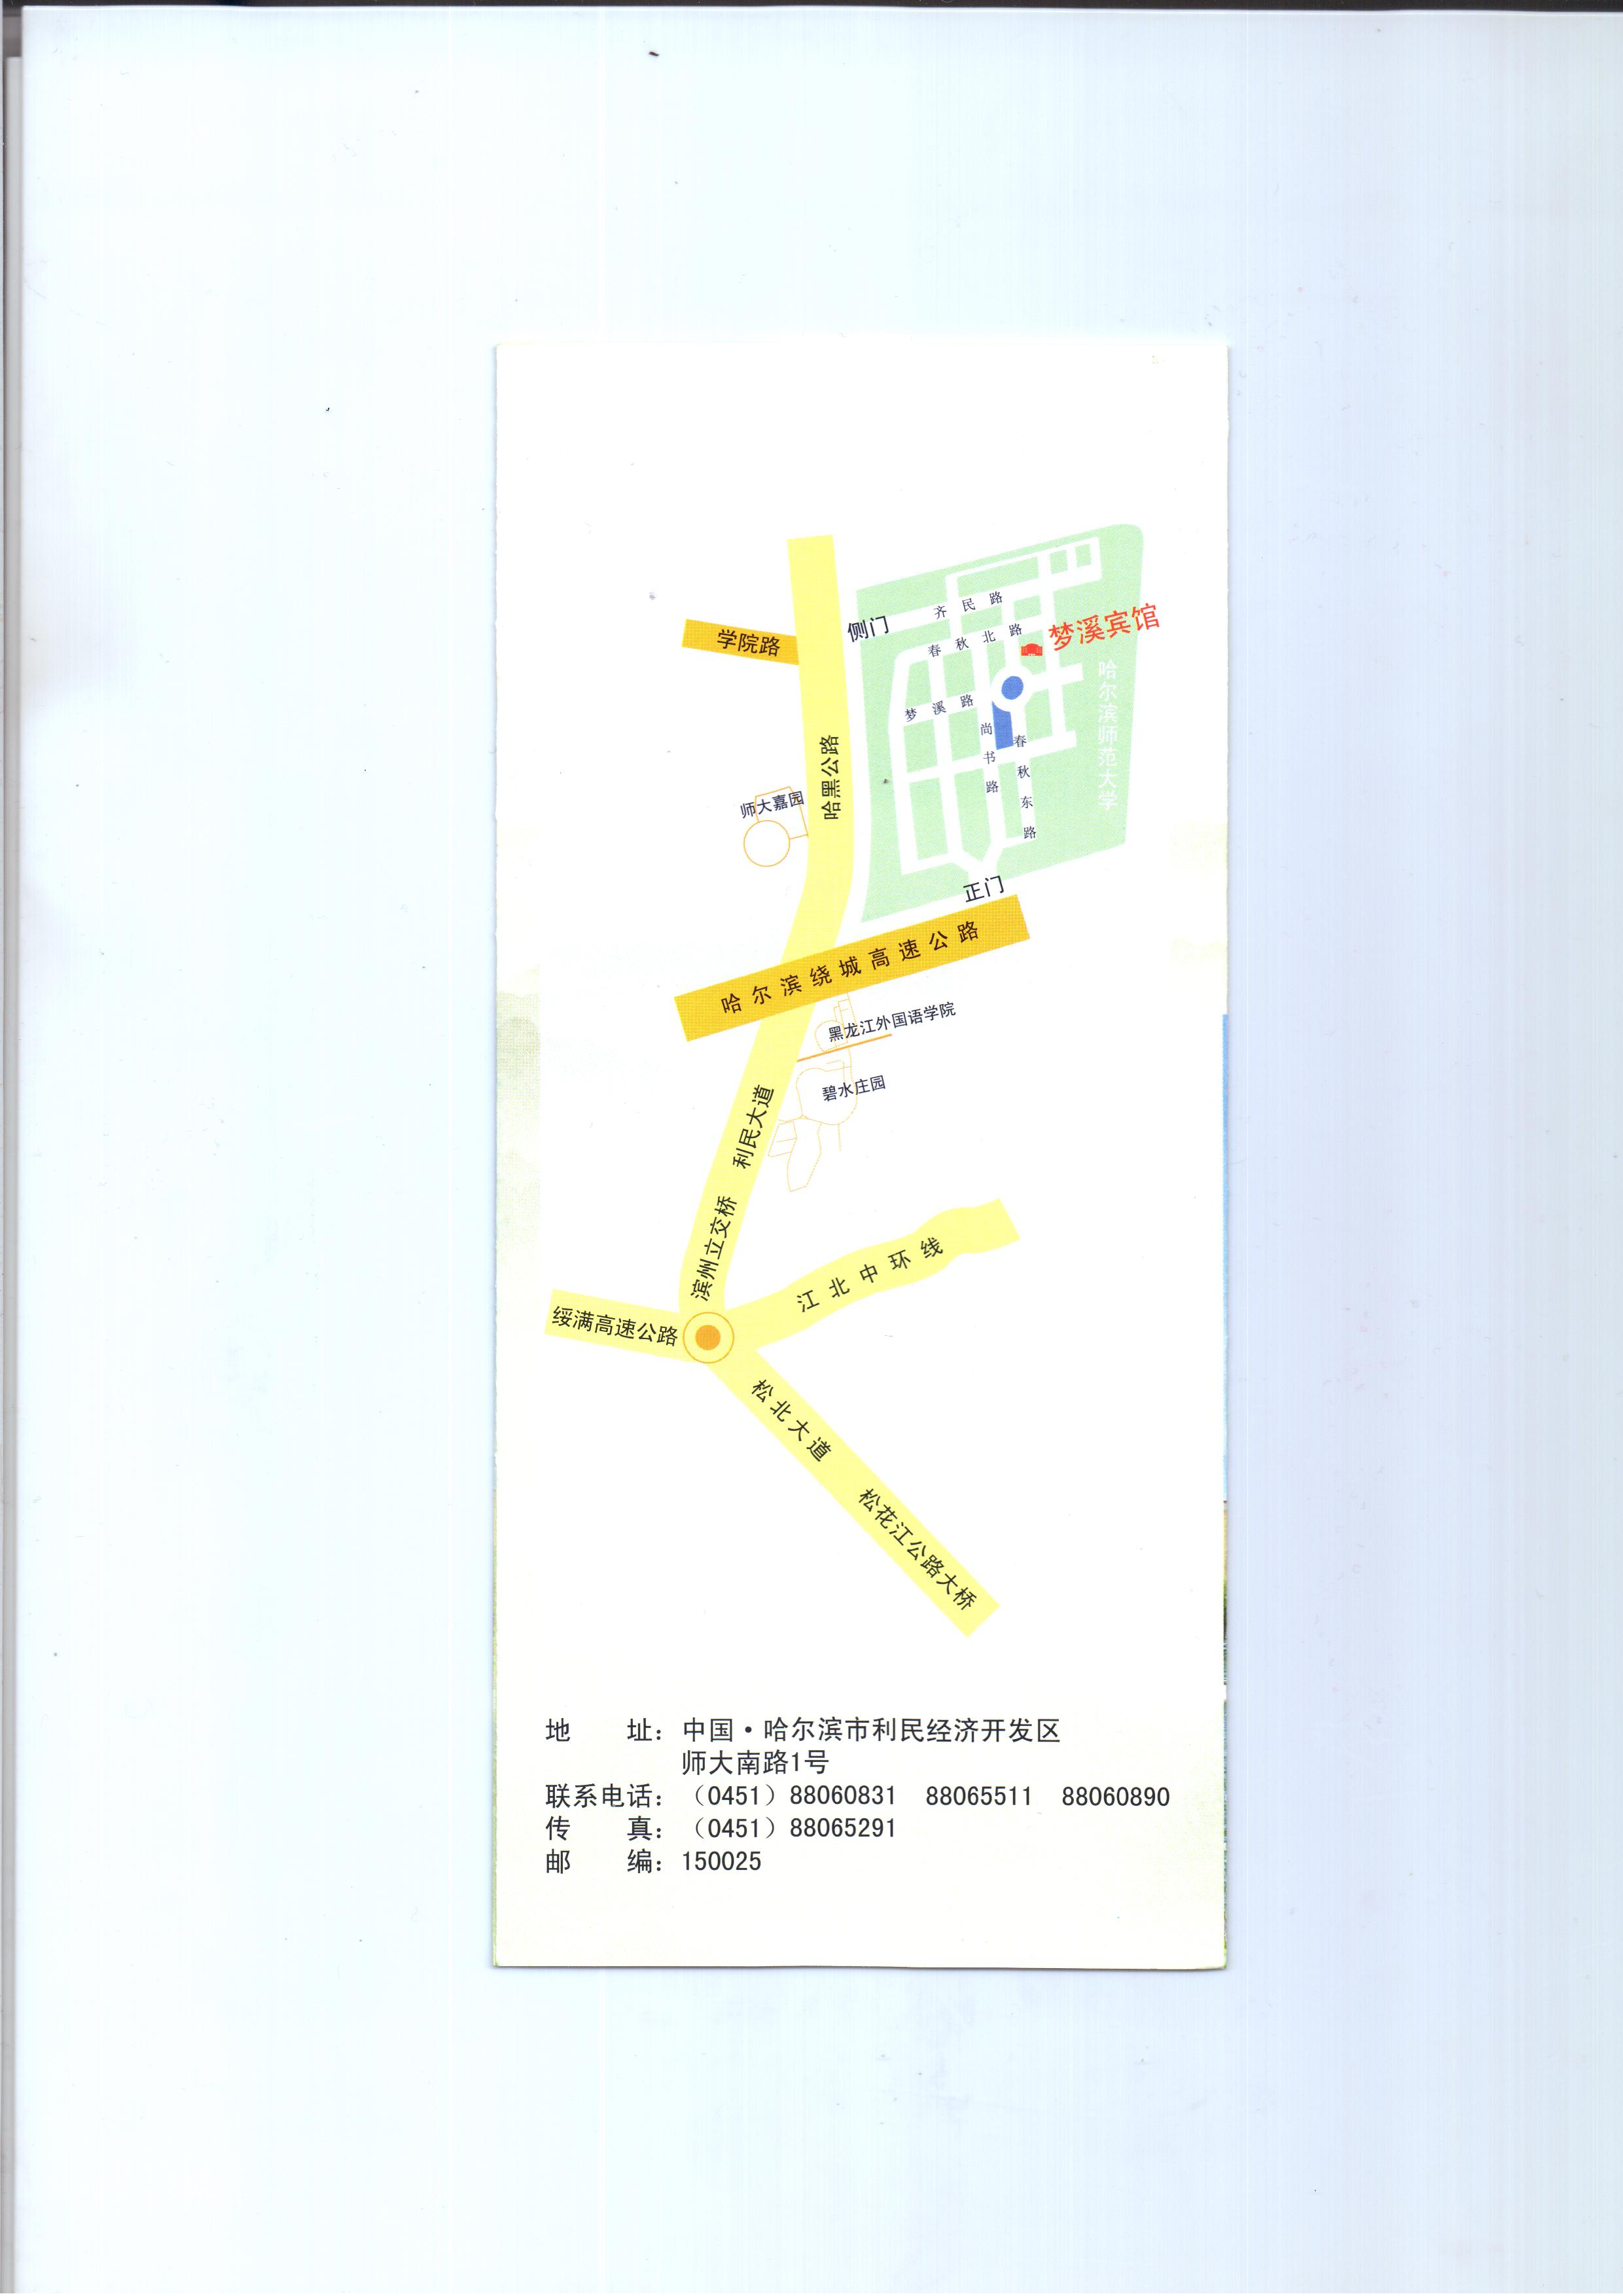 学院路
侧门
齐民路
春秋北路
梦溪宾馆
哈尔滨师范大学
梦溪路
尚书路
春秋东路
哈黑公路
师大嘉园
正门
哈尔滨绕城高速公路
黑龙江外国语学院
碧水庄园
利民大道
滨州立交桥
江北中环线
绥满高速公路
松北大道
松花江公路大桥
地　　址：中国·哈尔滨市利民经济开发区
师大南路1号
联系电话：（0451）88060831　88065511　88060890
传　　真：（0451）88065291
邮　　编：150025